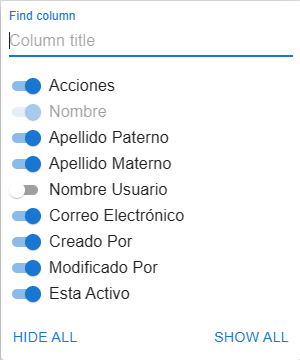 Find column
Column title
Acciones
Nombre
Apellido Paterno
Apellido Materno
Nombre Usuario
Correo Electrónico
Creado Por
Modificado Por
Esta Activo
HIDE ALL
SHOW ALL